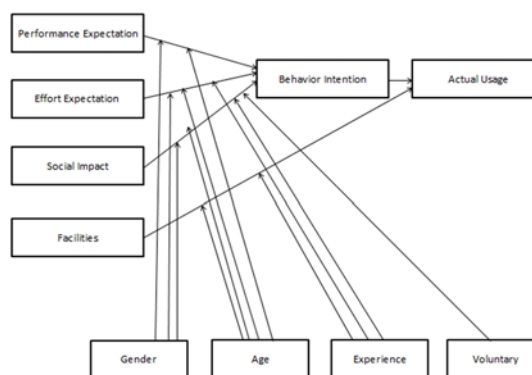 Performance Expectation
Effort Expectation
Behavior Intention
Actual Usage
Social Impact
Facilities
Gender
Age
Experience
Voluntary